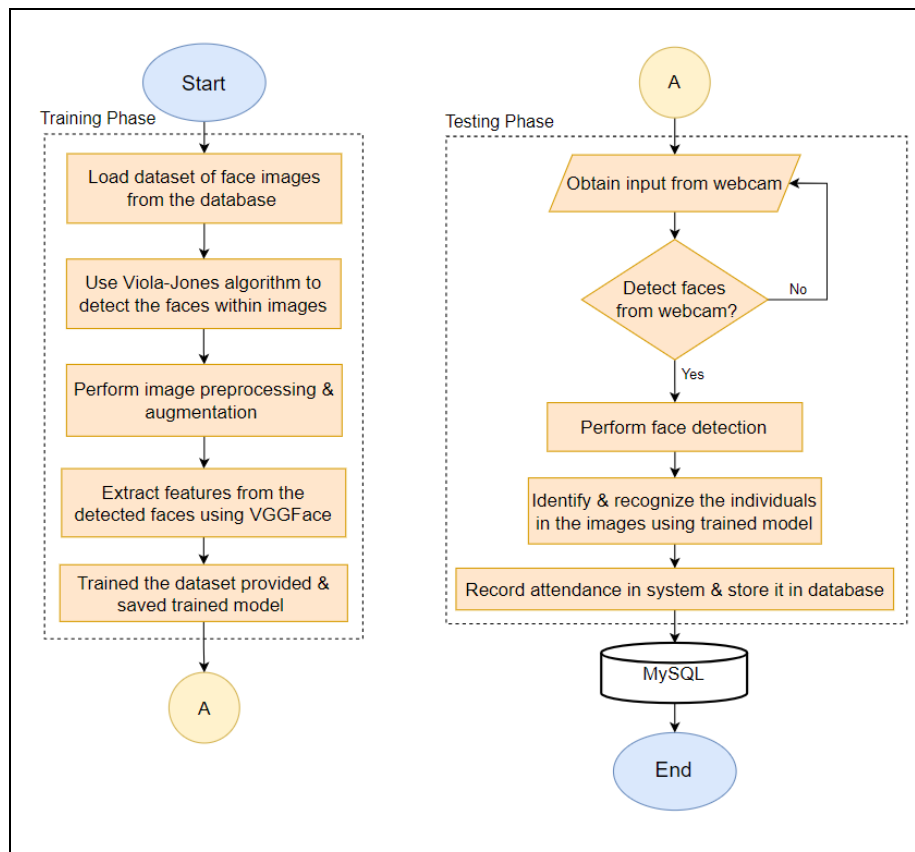 Start
Training Phase
Load dataset of face images
from the database
Use Viola-Jones algorithm to
detect the faces within images
Perform image preprocessing &
augmentation
Extract features from the
detected faces using VGGFace
Trained the dataset provided &
saved trained model
A
A
Testing Phase
Obtain input from webcam
Detect faces
from webcam?
No
Yes
Perform face detection
Identify & recognize the individuals
in the images using trained model
Record attendance in system & store it in database
MySQL
End